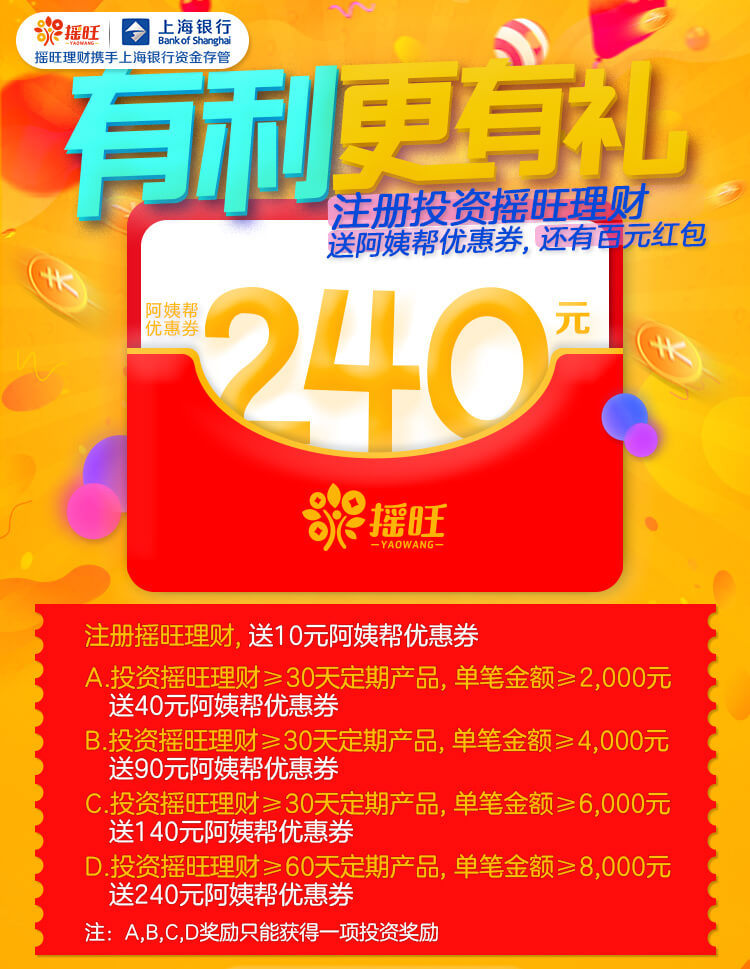 摇旺
YAOWANG
上海银行
Bank of Shanghai
摇旺理财携手上海银行资金存管
有利更有礼
注册投资摇旺理财
送阿姨帮优惠券, 还有百元红包
阿姨帮
优惠券
240
元
摇旺
YAOWANG
注册摇旺理财, 送10元阿姨帮优惠券
A.投资摇旺理财≥30天定期产品, 单笔金额≥2,000元
送40元阿姨帮优惠券
B.投资摇旺理财≥30天定期产品, 单笔金额≥4,000元
送90元阿姨帮优惠券
C.投资摇旺理财≥30天定期产品, 单笔金额≥6,000元
送140元阿姨帮优惠券
D.投资摇旺理财≥60天定期产品, 单笔金额≥8,000元
送240元阿姨帮优惠券
注：A,B,C,D奖励只能获得一项投资奖励